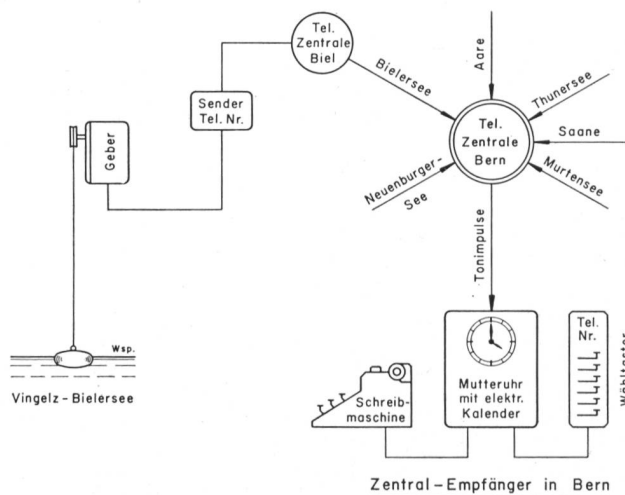 Tel.
Zentrale
Biel
Bielersee
Aare
Thunersee
Sender
Tel. Nr.
Geber
Tel.
Zentrale
Bern
Saane
Neuenburger-
See
Murtensee
Tonimpulse
Wsp.
Vingelz-Bielersee
Schreib-
maschine
Mutteruhr
mit elektr.
Kalender
Tel.
Nr.
Wähltaster
Zentral-Empfänger in Bern